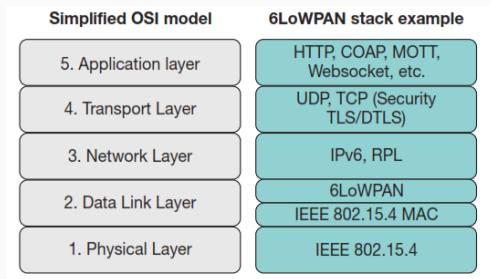 Simplified OSI model
6LoWPAN stack example
5. Application layer
HTTP, COAP, MOTT,
Websocket, etc.
4. Transport Layer
UDP, TCP (Security
TLS/DTLS)
3. Network Layer
IPv6, RPL
2. Data Link Layer
6LoWPAN
IEEE 802.15.4 MAC
1. Physical Layer
IEEE 802.15.4